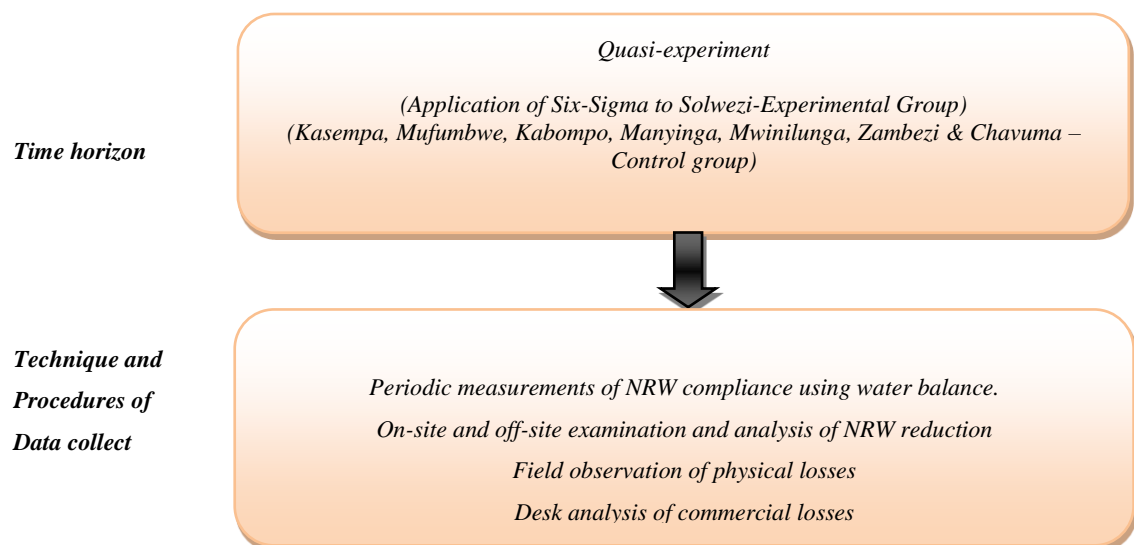 Quasi-experiment
(Application of Six-Sigma to Solwezi-Experimental Group)
(Kasempa, Mufumbwe, Kabompo, Manyinga, Mwinilunga, Zambezi & Chavuma –
Control group)
Time horizon
Technique and
Procedures of
Data collect
Periodic measurements of NRW compliance using water balance.
On-site and off-site examination and analysis of NRW reduction
Field observation of physical losses
Desk analysis of commercial losses